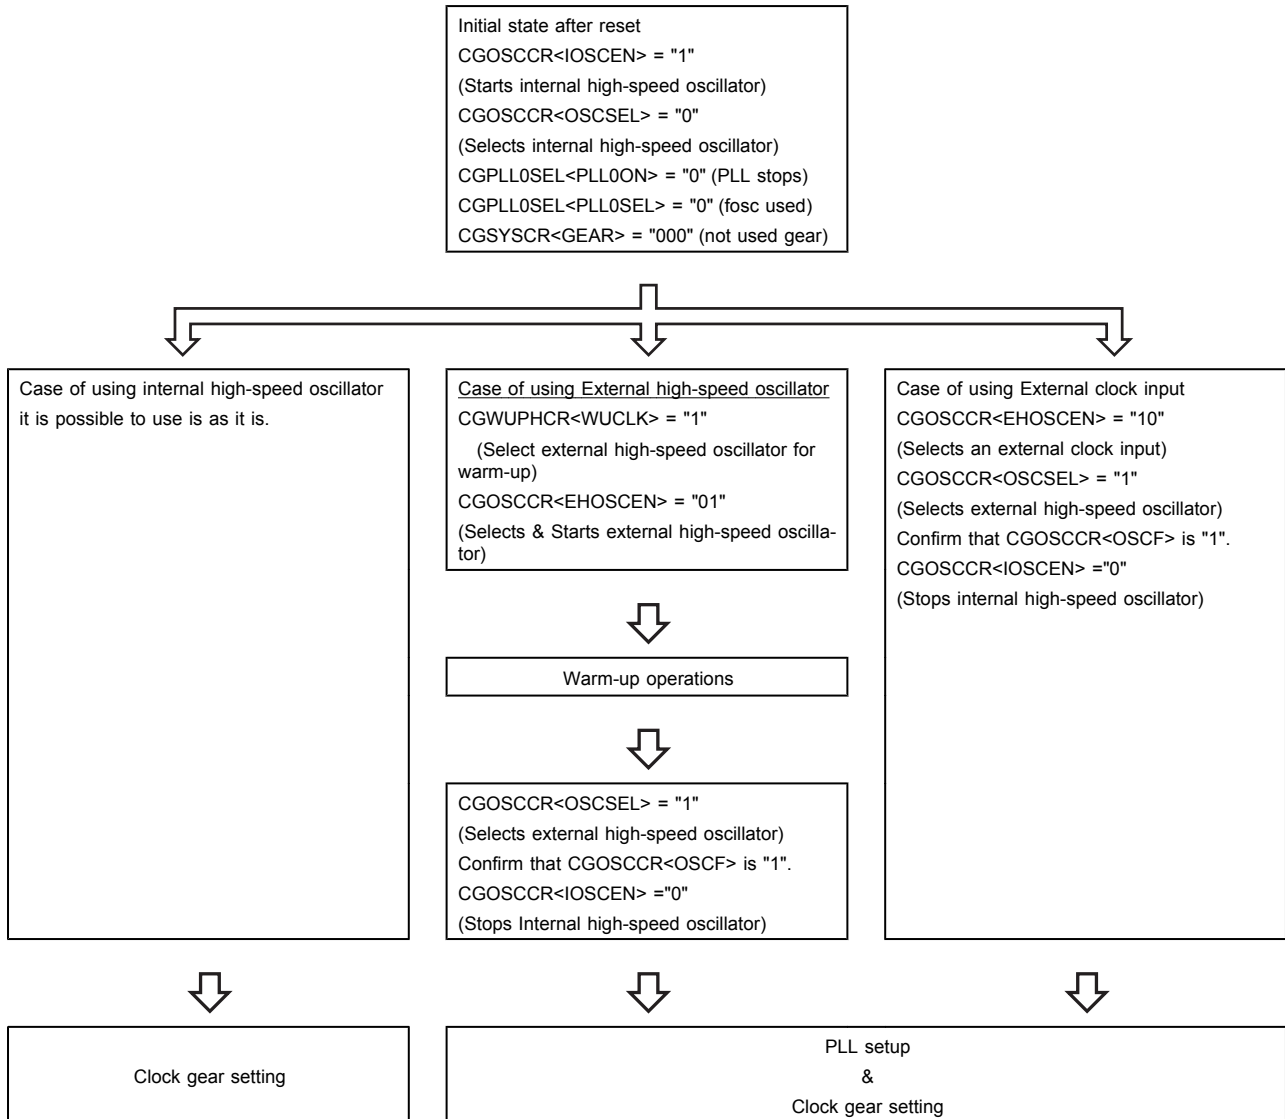 Initial state after reset
CGOSCCR<IOSCEN> = "1"
(Starts internal high-speed oscillator)
CGOSCCR<OSCSEL> = "0"
(Selects internal high-speed oscillator)
CGPLL0SEL<PLL0ON> = "0" (PLL stops)
CGPLL0SEL<PLL0SEL> = "0" (fosc used)
CGSYSCR<GEAR> = "000" (not used gear)
Case of using internal high-speed oscillator
it is possible to use is as it is.
Case of using External high-speed oscillator
CGWUPHCR<WUCLK> = "1"
(Select external high-speed oscillator for
warm-up)
CGOSCCR<EHOSCEN> = "01"
(Selects & Starts external high-speed oscilla-
tor)
Warm-up operations
CGOSCCR<OSCSEL> = "1"
(Selects external high-speed oscillator)
Confirm that CGOSCCR<OSCF> is "1".
CGOSCCR<IOSCEN> ="0"
(Stops Internal high-speed oscillator)
Case of using External clock input
CGOSCCR<EHOSCEN> = "10"
(Selects an external clock input)
CGOSCCR<OSCSEL> = "1"
(Selects external high-speed oscillator)
Confirm that CGOSCCR<OSCF> is "1".
CGOSCCR<IOSCEN> ="0"
(Stops internal high-speed oscillator)
Clock gear setting
PLL setup
&
Clock gear setting